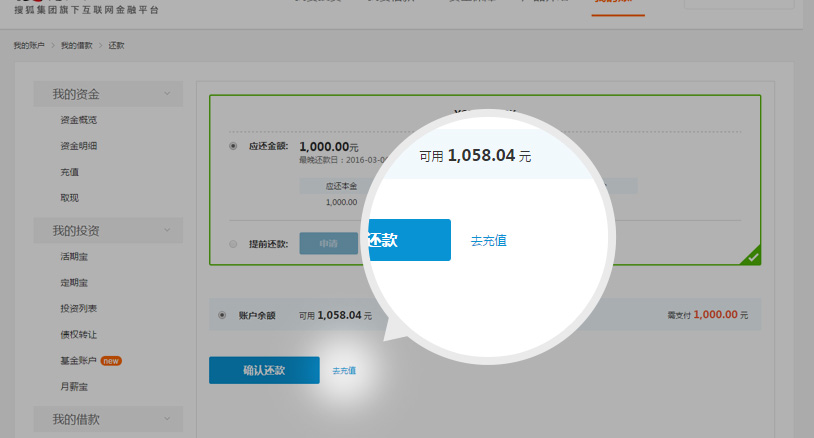 搜狐集团旗下互联网金融平台
我的账户 > 我的借款 > 还款
我的资金
资金概览
资金明细
充值
取现
我的投资
活期宝
定期宝
投资列表
债权转让
基金账户 new
月薪宝
我的借款
应还金额: 1,000.00元
最晚还款日：2016-03-0
应还本金
1,000.00
提前还款: 申请
账户余额 可用 1,058.04 元 需支付 1,000.00 元
确认还款 去充值
可用 1,058.04 元
还款 去充值